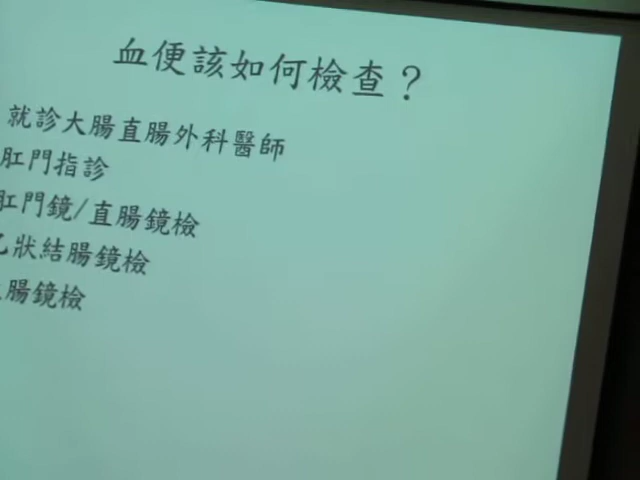 血便該如何檢查？
就診大腸直腸外科醫師
肛門指診
肛門鏡/直腸鏡檢
乙狀結腸鏡檢
腸鏡檢